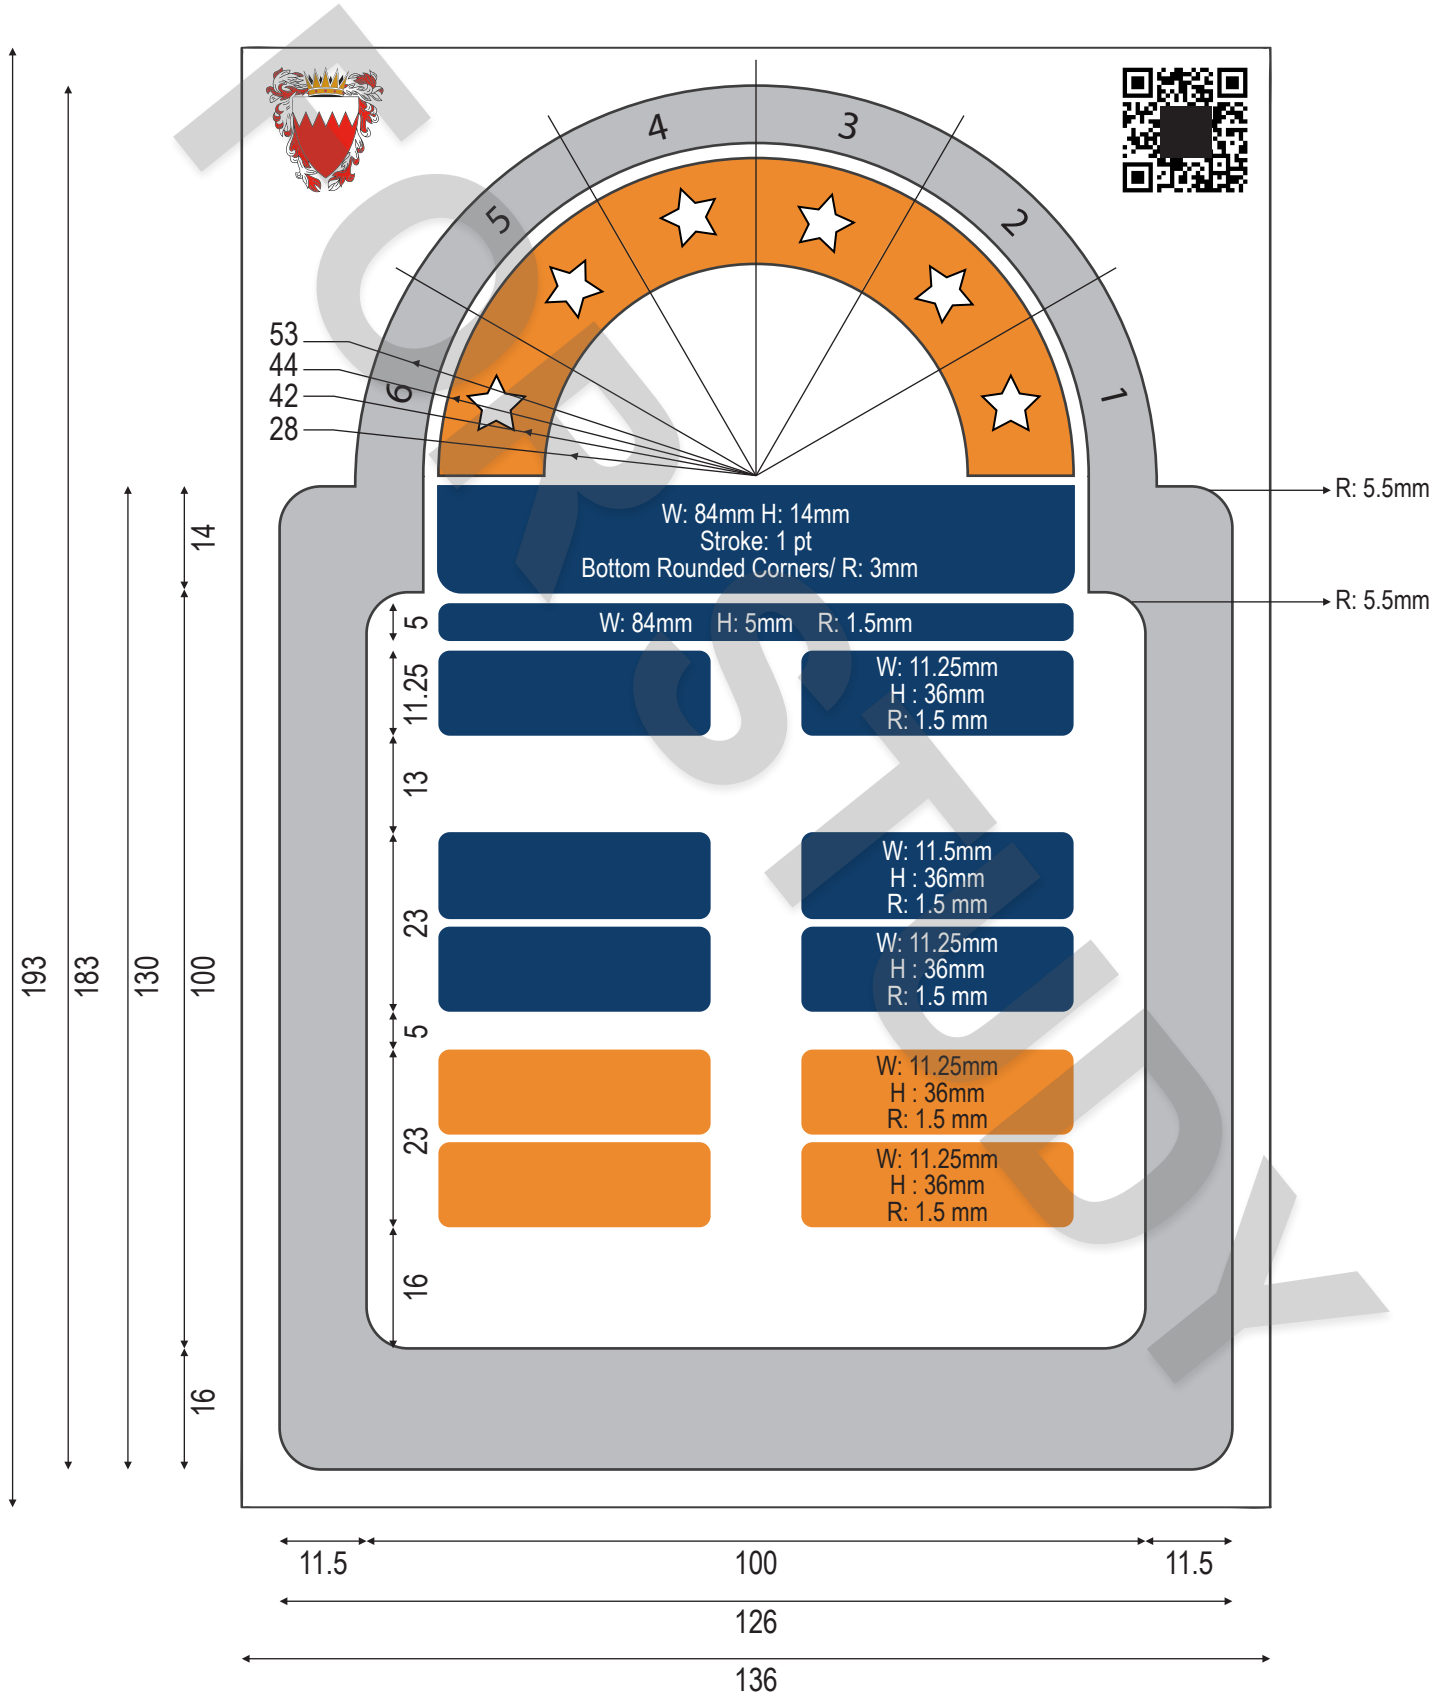 4
3
5
2
6
1
53
44
42
28
R: 5.5mm
W: 84mm H: 14mm
Stroke: 1 pt
Bottom Rounded Corners/ R: 3mm
14
R: 5.5mm
5
W: 84mm H: 5mm R: 1.5mm
11.25
W: 11.25mm
H : 36mm
R: 1.5 mm
13
W: 11.5mm
H : 36mm
R: 1.5 mm
23
W: 11.25mm
H : 36mm
R: 1.5 mm
193
183
130
100
5
W: 11.25mm
H : 36mm
R: 1.5 mm
23
W: 11.25mm
H : 36mm
R: 1.5 mm
16
16
11.5
100
11.5
126
136